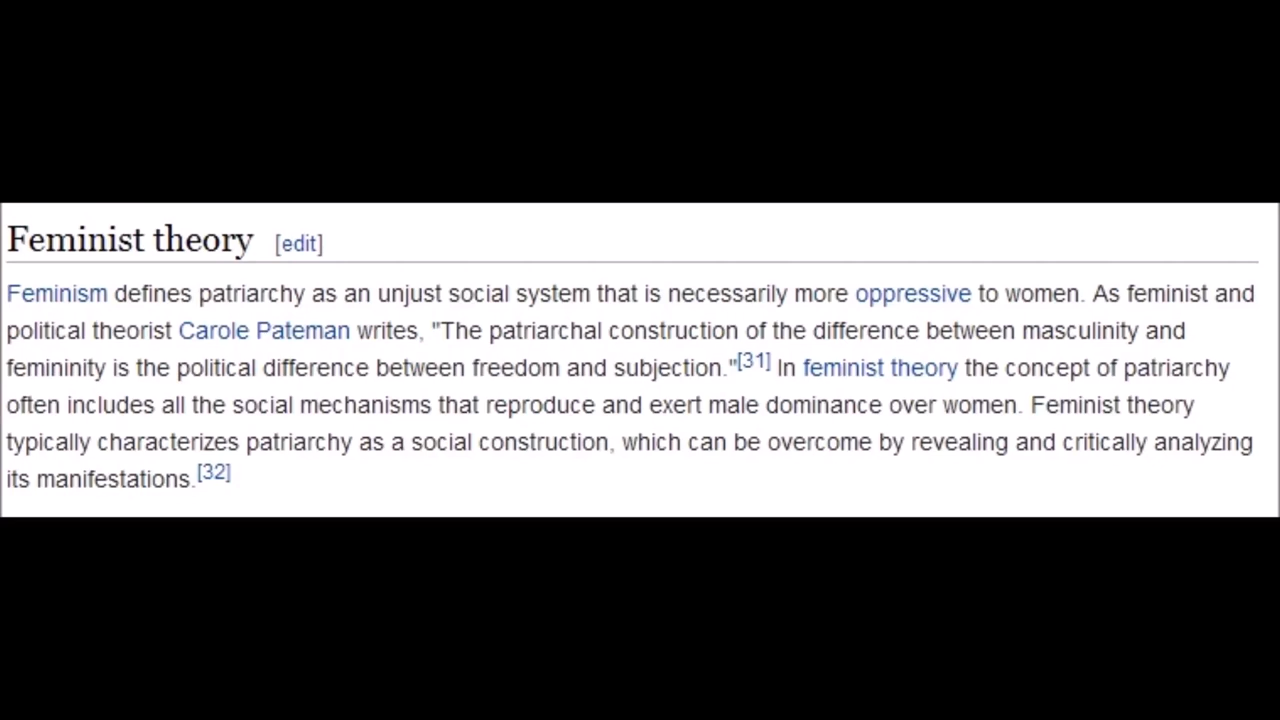 Feminist theory [edit]
Feminism defines patriarchy as an unjust social system that is necessarily more oppressive to women. As feminist and
political theorist Carole Pateman writes, "The patriarchal construction of the difference between masculinity and
femininity is the political difference between freedom and subjection."[31] In feminist theory the concept of patriarchy
often includes all the social mechanisms that reproduce and exert male dominance over women. Feminist theory
typically characterizes patriarchy as a social construction, which can be overcome by revealing and critically analyzing
its manifestations.[32]